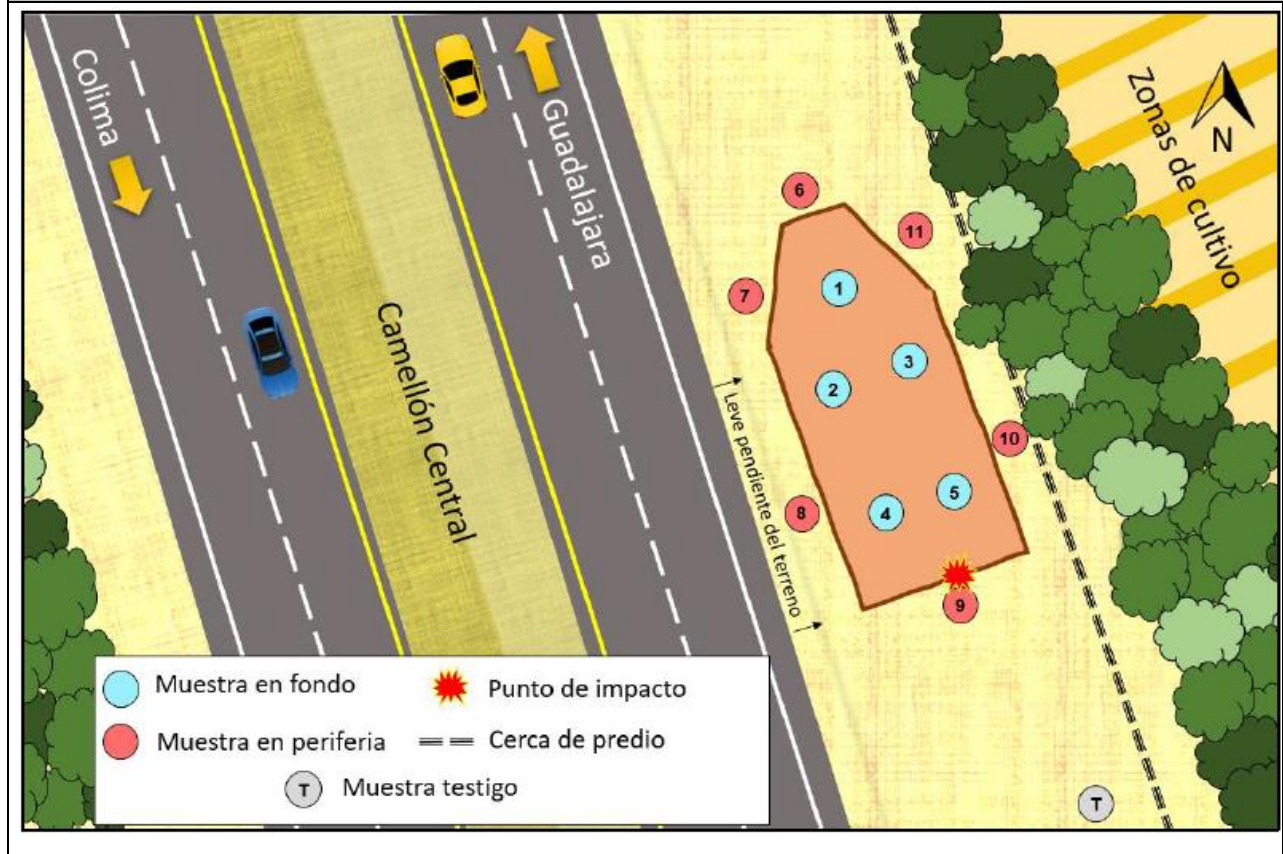 Colima
Guadalajara
Camellón Central
Leve pendiente del terreno
Zonas de cultivo
N
6
11
1
7
3
2
10
5
4
8
9
T
Muestra en fondo
Punto de impacto
Muestra en periferia
Cerca de predio
T
Muestra testigo